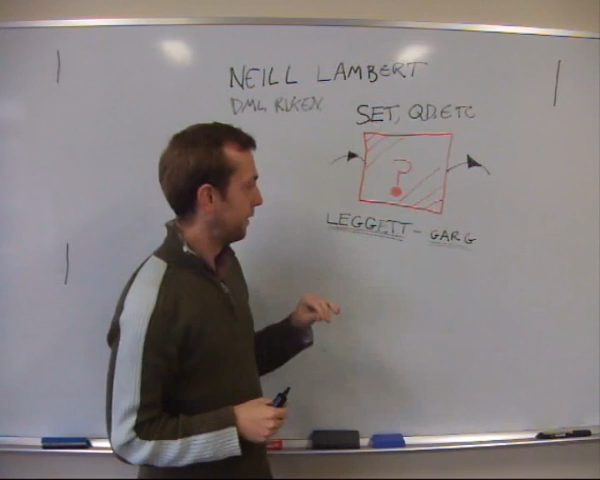 NEILL LAMBERT
DML RIKEN
SET, QD, ETC
?
LEGGETT - GARG